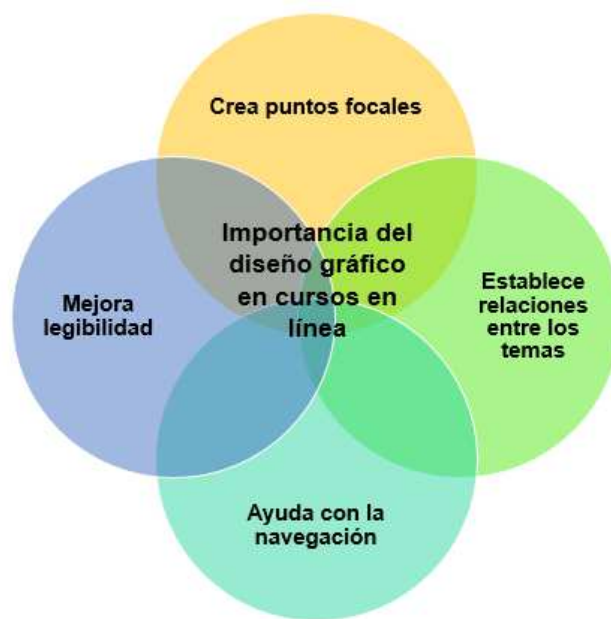 Crea puntos focales
Importancia del
diseño gráfico
en cursos en
línea
Mejora
legibilidad
Establece
relaciones
entre los
temas
Ayuda con la
navegación